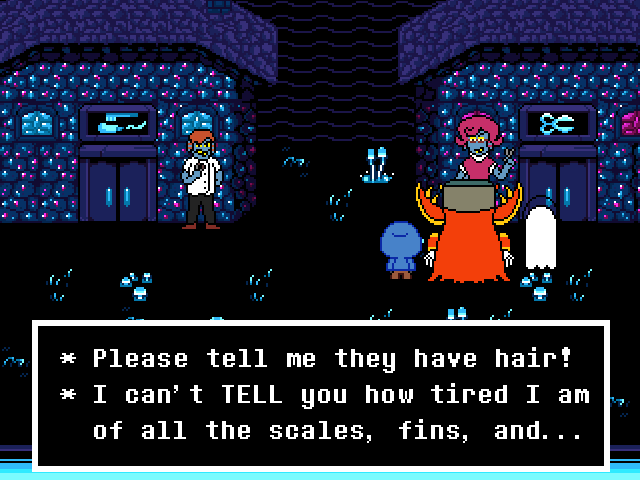 * Please tell me they have hair!
* I can't TELL you how tired I am
of all the scales, fins, and...